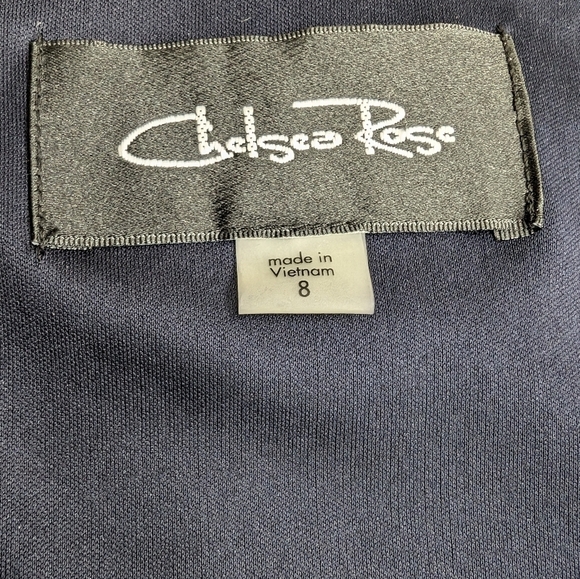 Chelsea Rose
made in
Vietnam
8